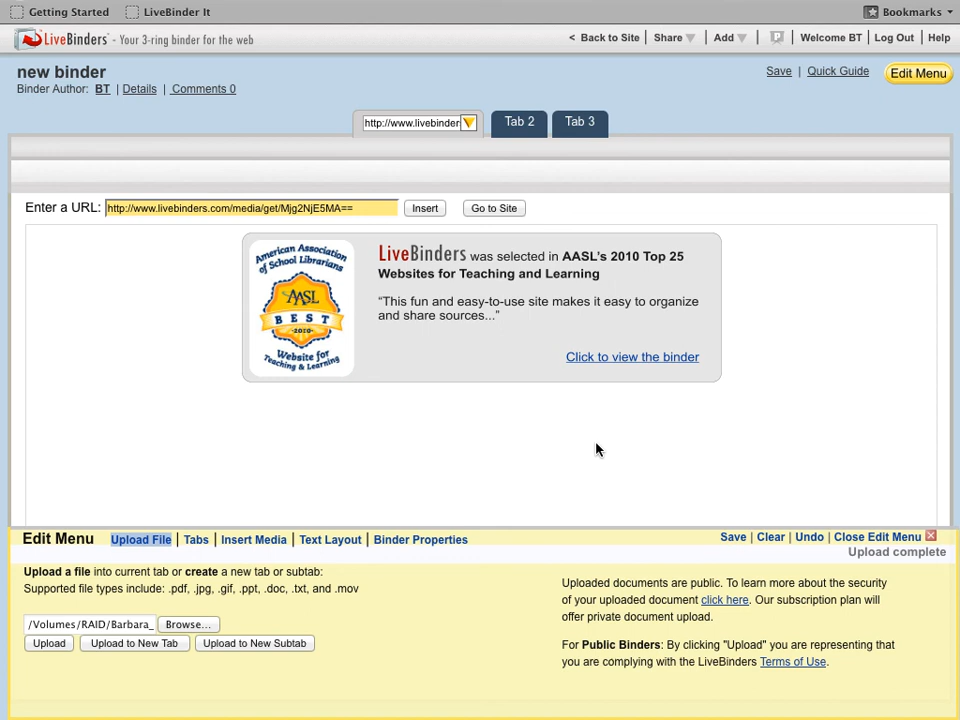 Getting Started LiveBinder It Bookmarks
LiveBinders - Your 3-ring binder for the web < Back to Site | Share | Add | | Welcome BT | Log Out | Help
new binder Save | Quick Guide Edit Menu
Binder Author: BT | Details | Comments 0
http://www.livebinder Tab 2 Tab 3
Enter a URL: http://www.livebinders.com/media/get/Mjg2NjE5MA== Insert Go to Site
American Association
of School Librarians
AASL
BEST
-2010-
Website for
Teaching & Learning
LiveBinders was selected in AASL's 2010 Top 25
Websites for Teaching and Learning
“This fun and easy-to-use site makes it easy to organize
and share sources...”
Click to view the binder
Edit Menu Upload File | Tabs | Insert Media | Text Layout | Binder Properties Save | Clear | Undo | Close Edit Menu
Upload complete
Upload a file into current tab or create a new tab or subtab:
Supported file types include: .pdf, .jpg, .gif, .ppt, .doc, .txt, and .mov
/Volumes/RAID/Barbara_ Browse...
Upload Upload to New Tab Upload to New Subtab
Uploaded documents are public. To learn more about the security
of your uploaded document click here. Our subscription plan will
offer private document upload.
For Public Binders: By clicking "Upload" you are representing that
you are complying with the LiveBinders Terms of Use.